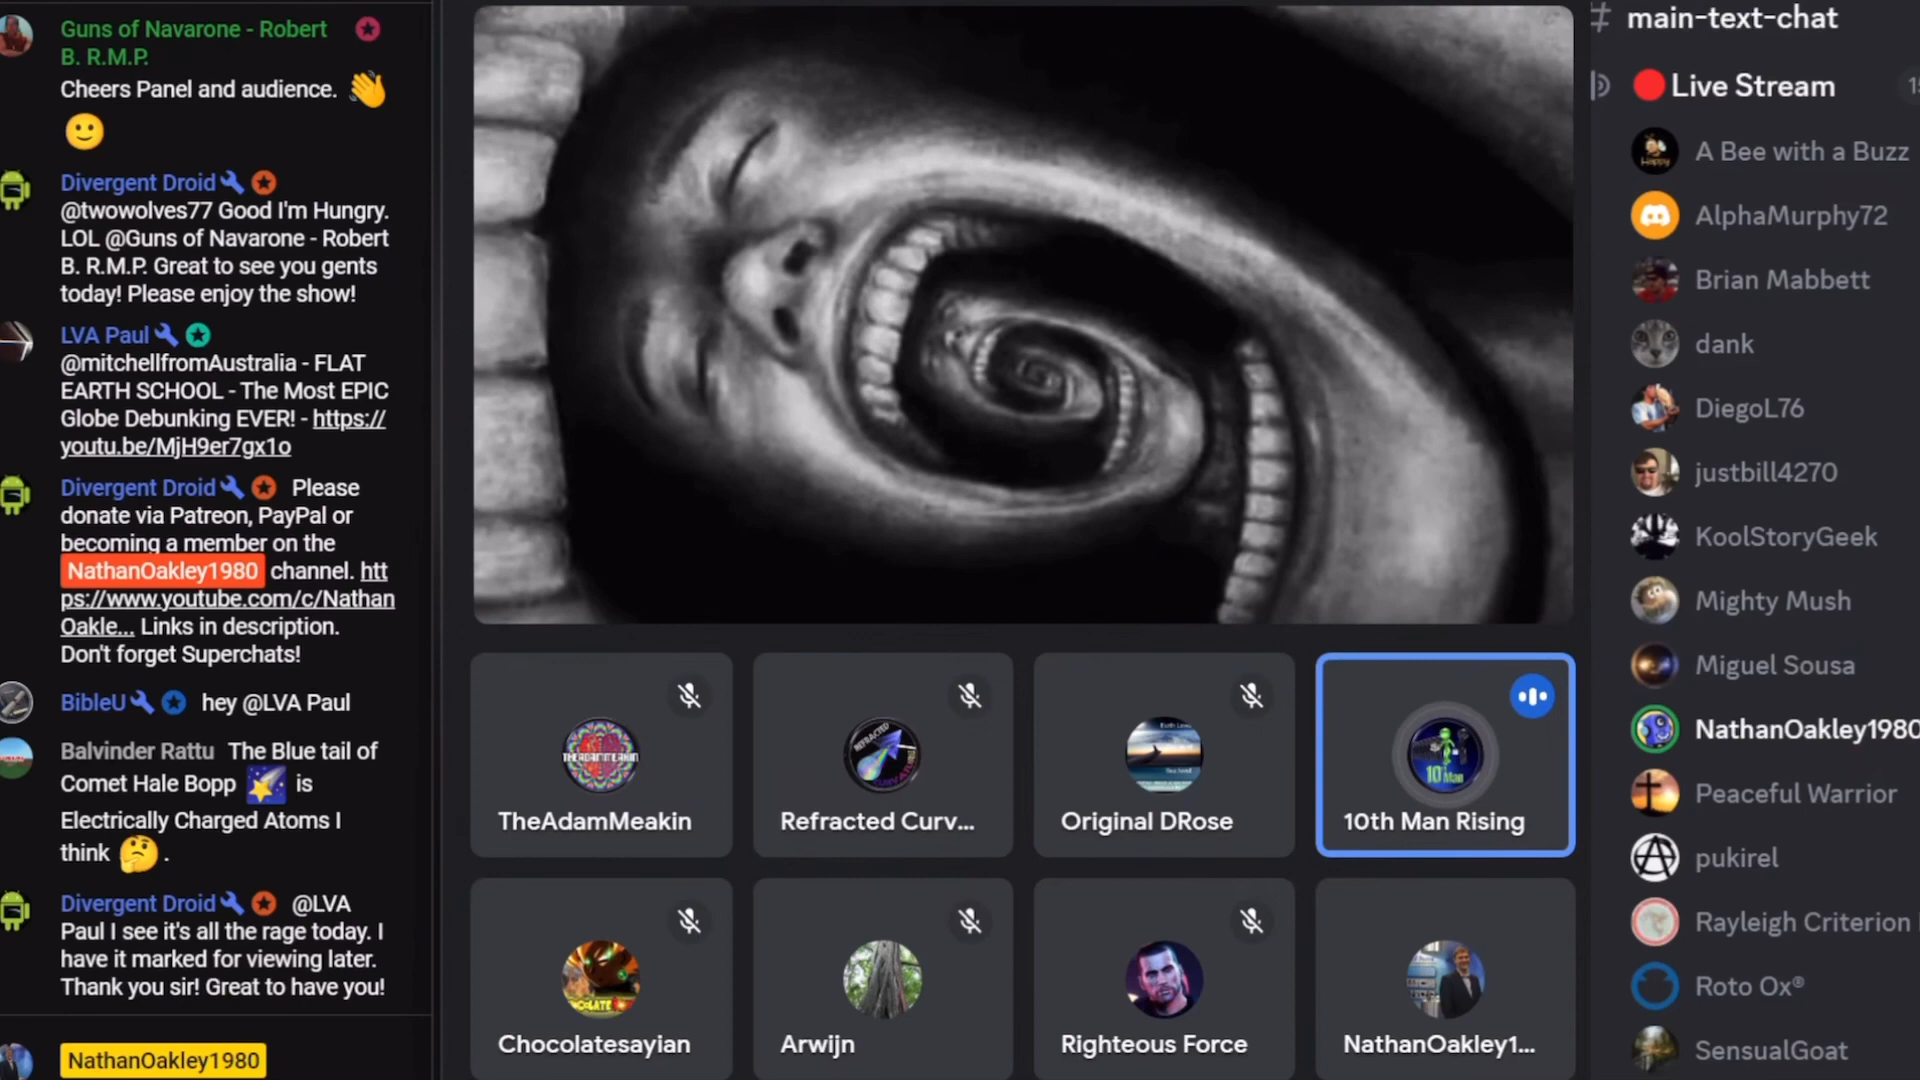 Guns of Navarone - Robert
B. R.M.P.
Cheers Panel and audience. 👋
🙂
Divergent Droid
@twowolves77 Good I'm Hungry.
LOL @Guns of Navarone - Robert
B. R.M.P. Great to see you gents
today! Please enjoy the show!
LVA Paul
@mitchellfromAustralia - FLAT
EARTH SCHOOL - The Most EPIC
Globe Debunking EVER! - https://
youtu.be/MjH9er7gx1o
Divergent Droid Please
donate via Patreon, PayPal or
becoming a member on the
NathanOakley1980 channel. htt
ps://www.youtube.com/c/Nathan
Oakle... Links in description.
Don't forget Superchats!
BibleU hey @LVA Paul
Balvinder Rattu The Blue tail of
Comet Hale Bopp 🌠 is
Electrically Charged Atoms I
think 🤔 .
Divergent Droid @LVA
Paul I see it's all the rage today. I
have it marked for viewing later.
Thank you sir! Great to have you!
NathanOakley1980
THEADAMMEAKIN
TheAdamMeakin
REFRACTED
Refracted Curv...
Original DRose
10 Man
10th Man Rising
Chocolatesayian
Arwijn
Righteous Force
NathanOakley1...
# main-text-chat
Live Stream
15
A Bee with a Buzz
AlphaMurphy72
Brian Mabbett
dank
DiegoL76
justbill4270
KoolStoryGeek
Mighty Mush
Miguel Sousa
NathanOakley1980
Peaceful Warrior
pukirel
Rayleigh Criterion
Roto Ox®
SensualGoat